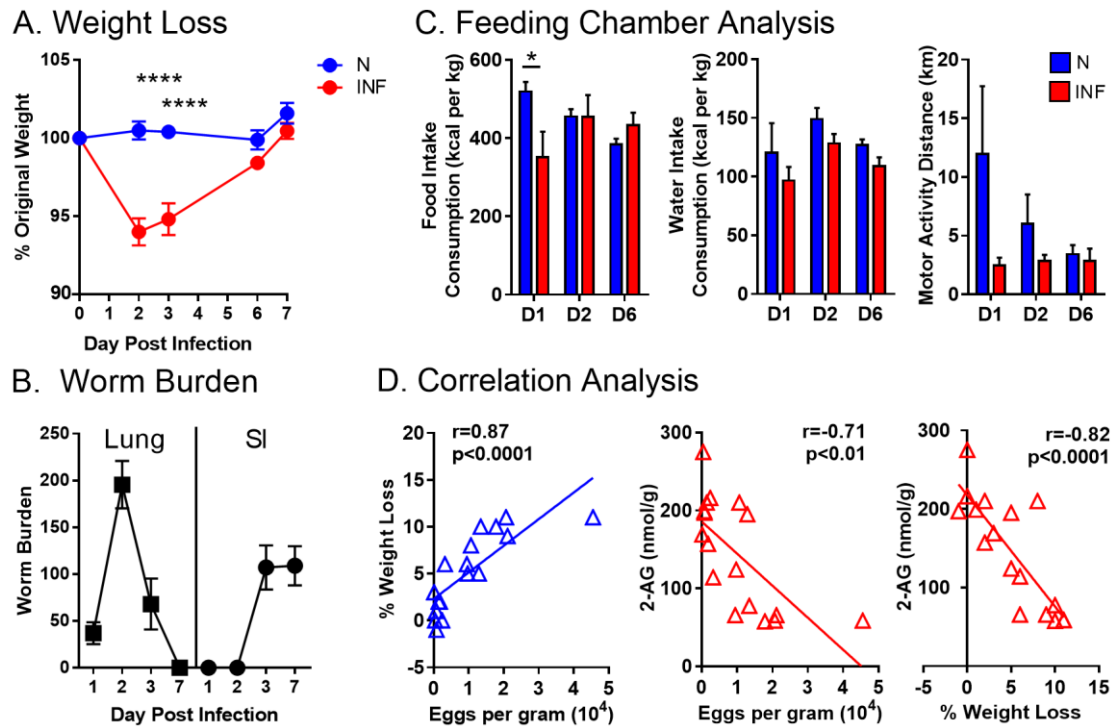 A. Weight Loss
105
100
95
90
% Original Weight
****
****
N
INF
0 1 2 3 4 5 6 7
Day Post Infection
C. Feeding Chamber Analysis
600
400
200
0
Food Intake
Consumption (kcal per kg)
*
D1 D2 D6
200
150
100
50
0
Water Intake
Consumption (kcal per kg)
D1 D2 D6
20
15
10
5
0
Motor Activity Distance (km)
N
INF
D1 D2 D6
B. Worm Burden
Lung SI
250
200
150
100
50
0
Worm Burden
1 2 3 7 1 2 3 7
Day Post Infection
D. Correlation Analysis
r=0.87
p<0.0001
20
15
10
5
0
-5
% Weight Loss
0 1 2 3 4 5
Eggs per gram (10⁴)
r=-0.71
p<0.01
300
200
100
0
2-AG (nmol/g)
0 1 2 3 4 5
Eggs per gram (10⁴)
r=-0.82
p<0.0001
300
200
100
0
2-AG (nmol/g)
-5 0 5 10 15
% Weight Loss